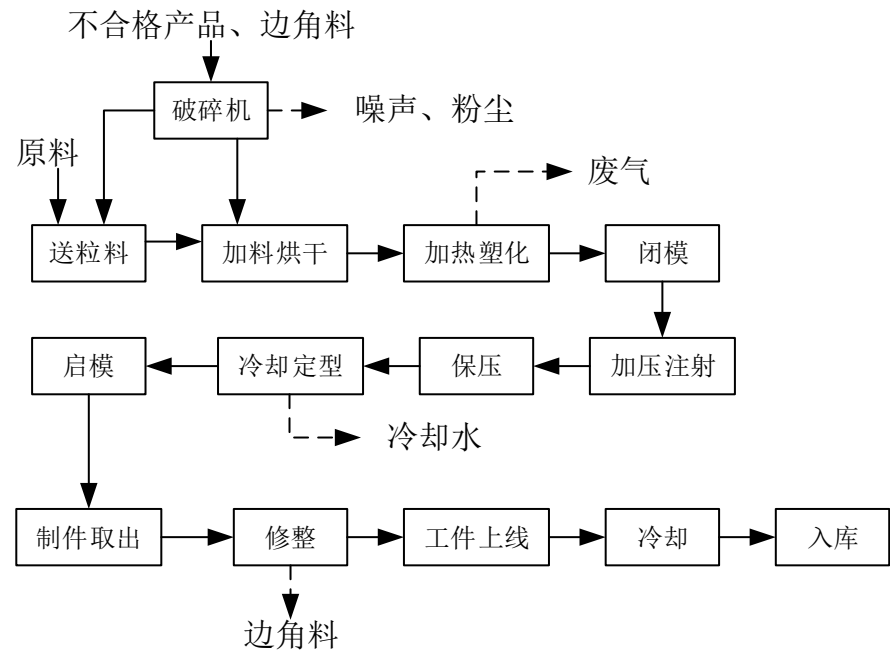 不合格产品、边角料
破碎机
噪声、粉尘
原料
废气
送粒料
加料烘干
加热塑化
闭模
启模
冷却定型
保压
加压注射
冷却水
制件取出
修整
工件上线
冷却
入库
边角料